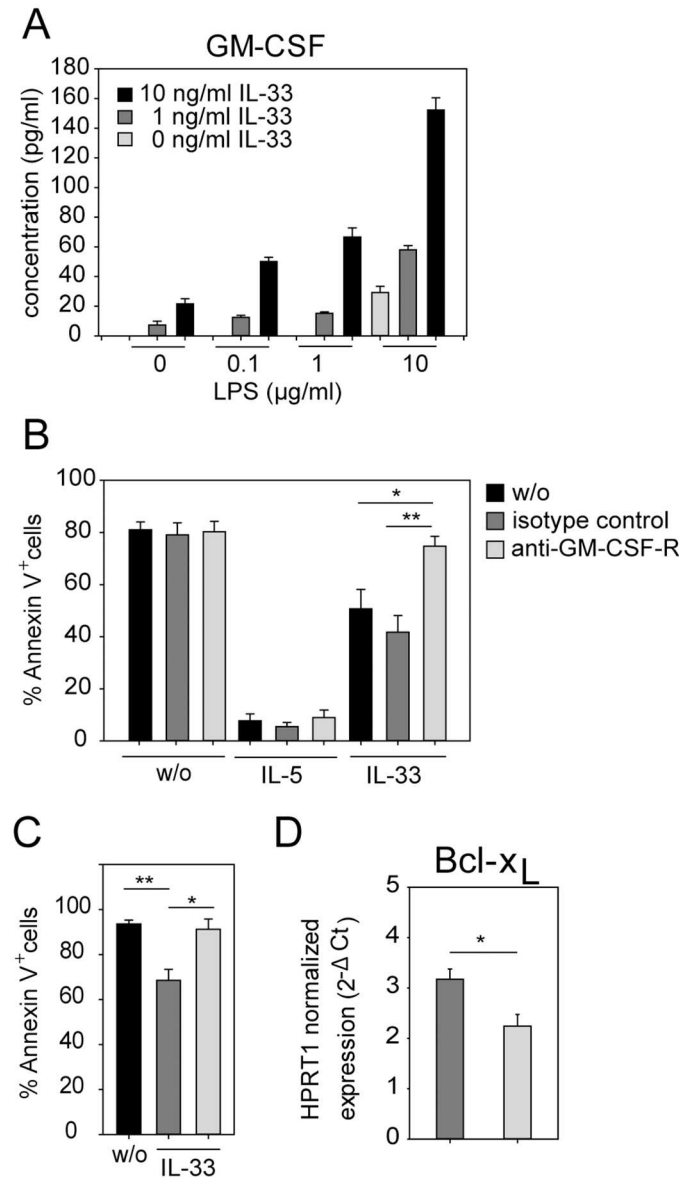 A
GM-CSF
concentration (pg/ml)
180
160
140
120
100
80
60
40
20
0
10 ng/ml IL-33
1 ng/ml IL-33
0 ng/ml IL-33
0 0.1 1 10
LPS (µg/ml)
B
% Annexin V+cells
100
80
60
40
20
0
*
**
w/o
isotype control
anti-GM-CSF-R
w/o IL-5 IL-33
C
% Annexin V+cells
100
80
60
40
20
0
**
*
w/o IL-33
D
Bcl-xL
HPRT1 normalized
expression (2-Δ Ct)
5
4
3
2
1
0
*